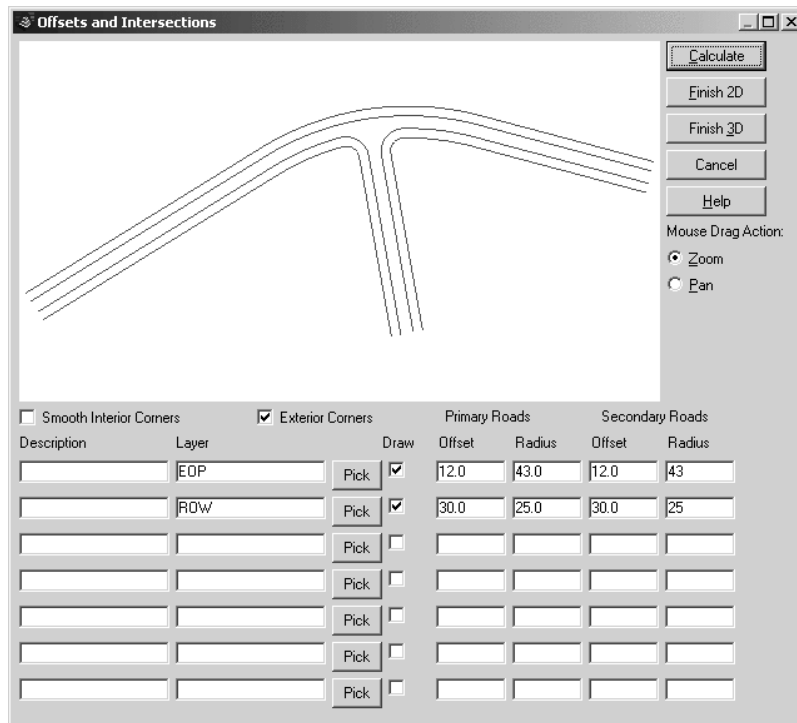 Offsets and Intersections
Calculate
Finish 2D
Finish 3D
Cancel
Help
Mouse Drag Action:
Zoom
Pan
Smooth Interior Corners Exterior Corners Primary Roads Secondary Roads
Description Layer Draw Offset Radius Offset Radius
EOP Pick 12.0 43.0 12.0 43
ROW Pick 30.0 25.0 30.0 25
Pick
Pick
Pick
Pick
Pick